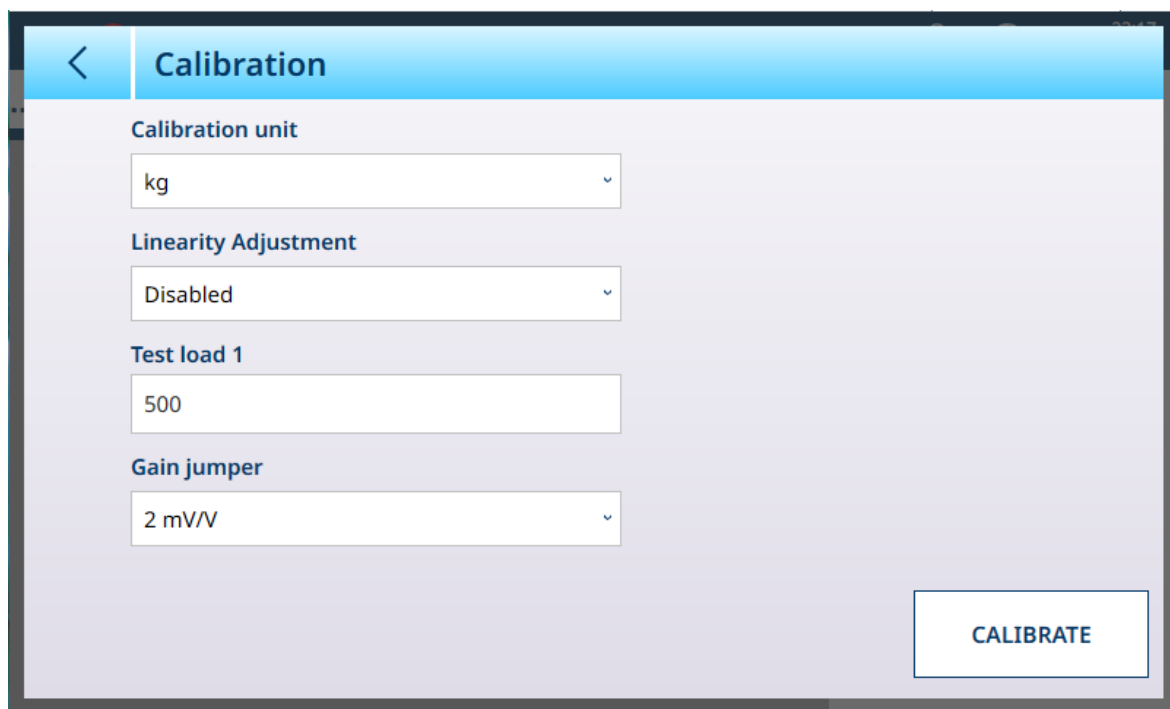 Calibration
Calibration unit
kg
Linearity Adjustment
Disabled
Test load 1
500
Gain jumper
2 mV/V
CALIBRATE